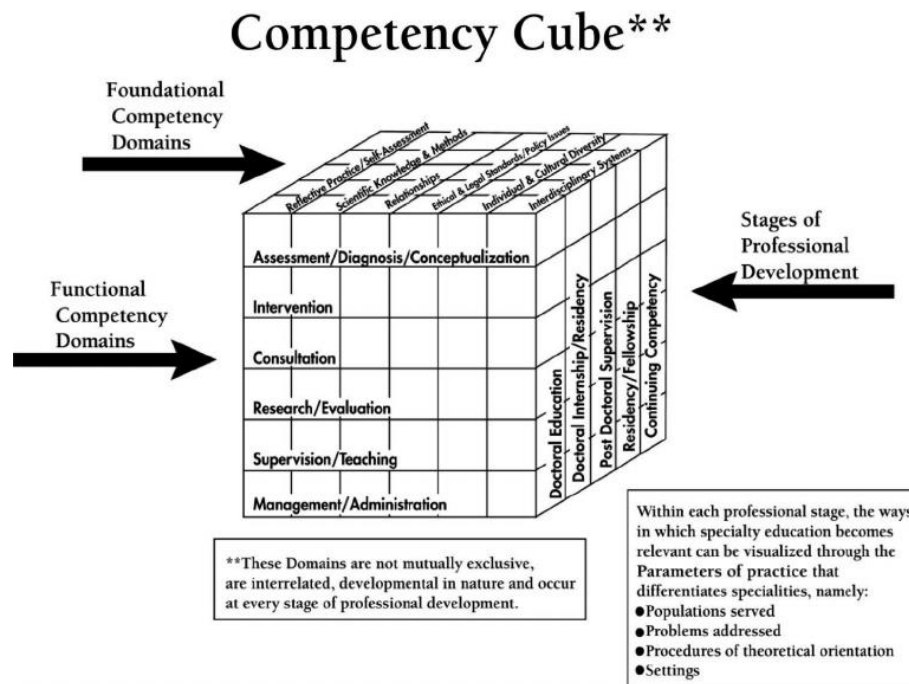 Competency Cube**
Foundational
Competency
Domains
Reflective Practice/Self-Assessment
Scientific Knowledge & Methods
Relationships
Ethical & Legal Standards/Policy Issues
Individual & Cultural Diversity
Interdisciplinary Systems
Stages of
Professional
Development
Functional
Competency
Domains
Assessment/Diagnosis/Conceptualization
Intervention
Consultation
Research/Evaluation
Supervision/Teaching
Management/Administration
Doctoral Education
Doctoral Internship/Residency
Post Doctoral Supervision
Residency/Fellowship
Continuing Competency
**These Domains are not mutually exclusive,
are interrelated, developmental in nature and occur
at every stage of professional development.
Within each professional stage, the ways
in which specialty education becomes
relevant can be visualized through the
Parameters of practice that
differentiates specialities, namely:
●Populations served
●Problems addressed
●Procedures of theoretical orientation
●Settings